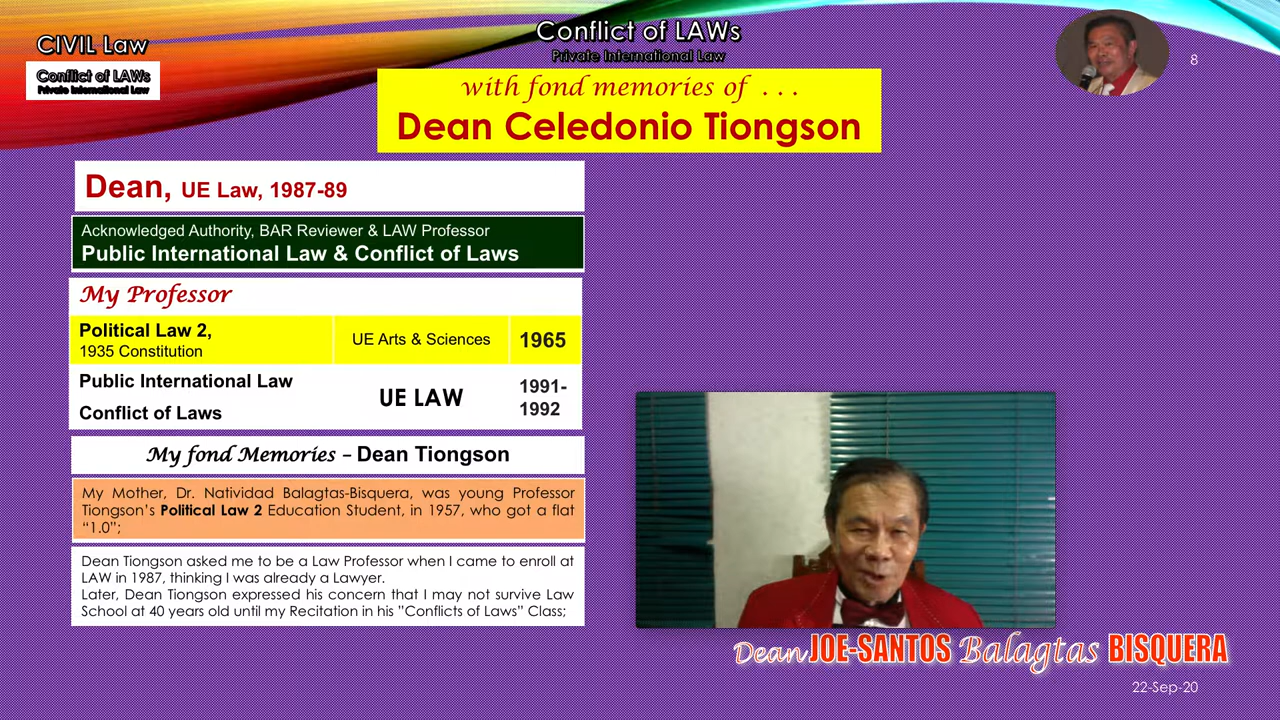 CIVIL Law
Conflict of LAWs
Private International Law
Conflict of LAWs
Private International Law
8
with fond memories of . . .
Dean Celedonio Tiongson
Dean, UE Law, 1987-89
Acknowledged Authority, BAR Reviewer & LAW Professor
Public International Law & Conflict of Laws
My Professor
Political Law 2,
1935 Constitution
UE Arts & Sciences
1965
Public International Law
Conflict of Laws
UE LAW
1991-
1992
My fond Memories – Dean Tiongson
My Mother, Dr. Natividad Balagtas-Bisquera, was young Professor
Tiongson's Political Law 2 Education Student, in 1957, who got a flat
"1.0";
Dean Tiongson asked me to be a Law Professor when I came to enroll at
LAW in 1987, thinking I was already a Lawyer.
Later, Dean Tiongson expressed his concern that I may not survive Law
School at 40 years old until my Recitation in his "Conflicts of Laws" Class;
Dean JOE-SANTOS Balagtas BISQUERA
22-Sep-20